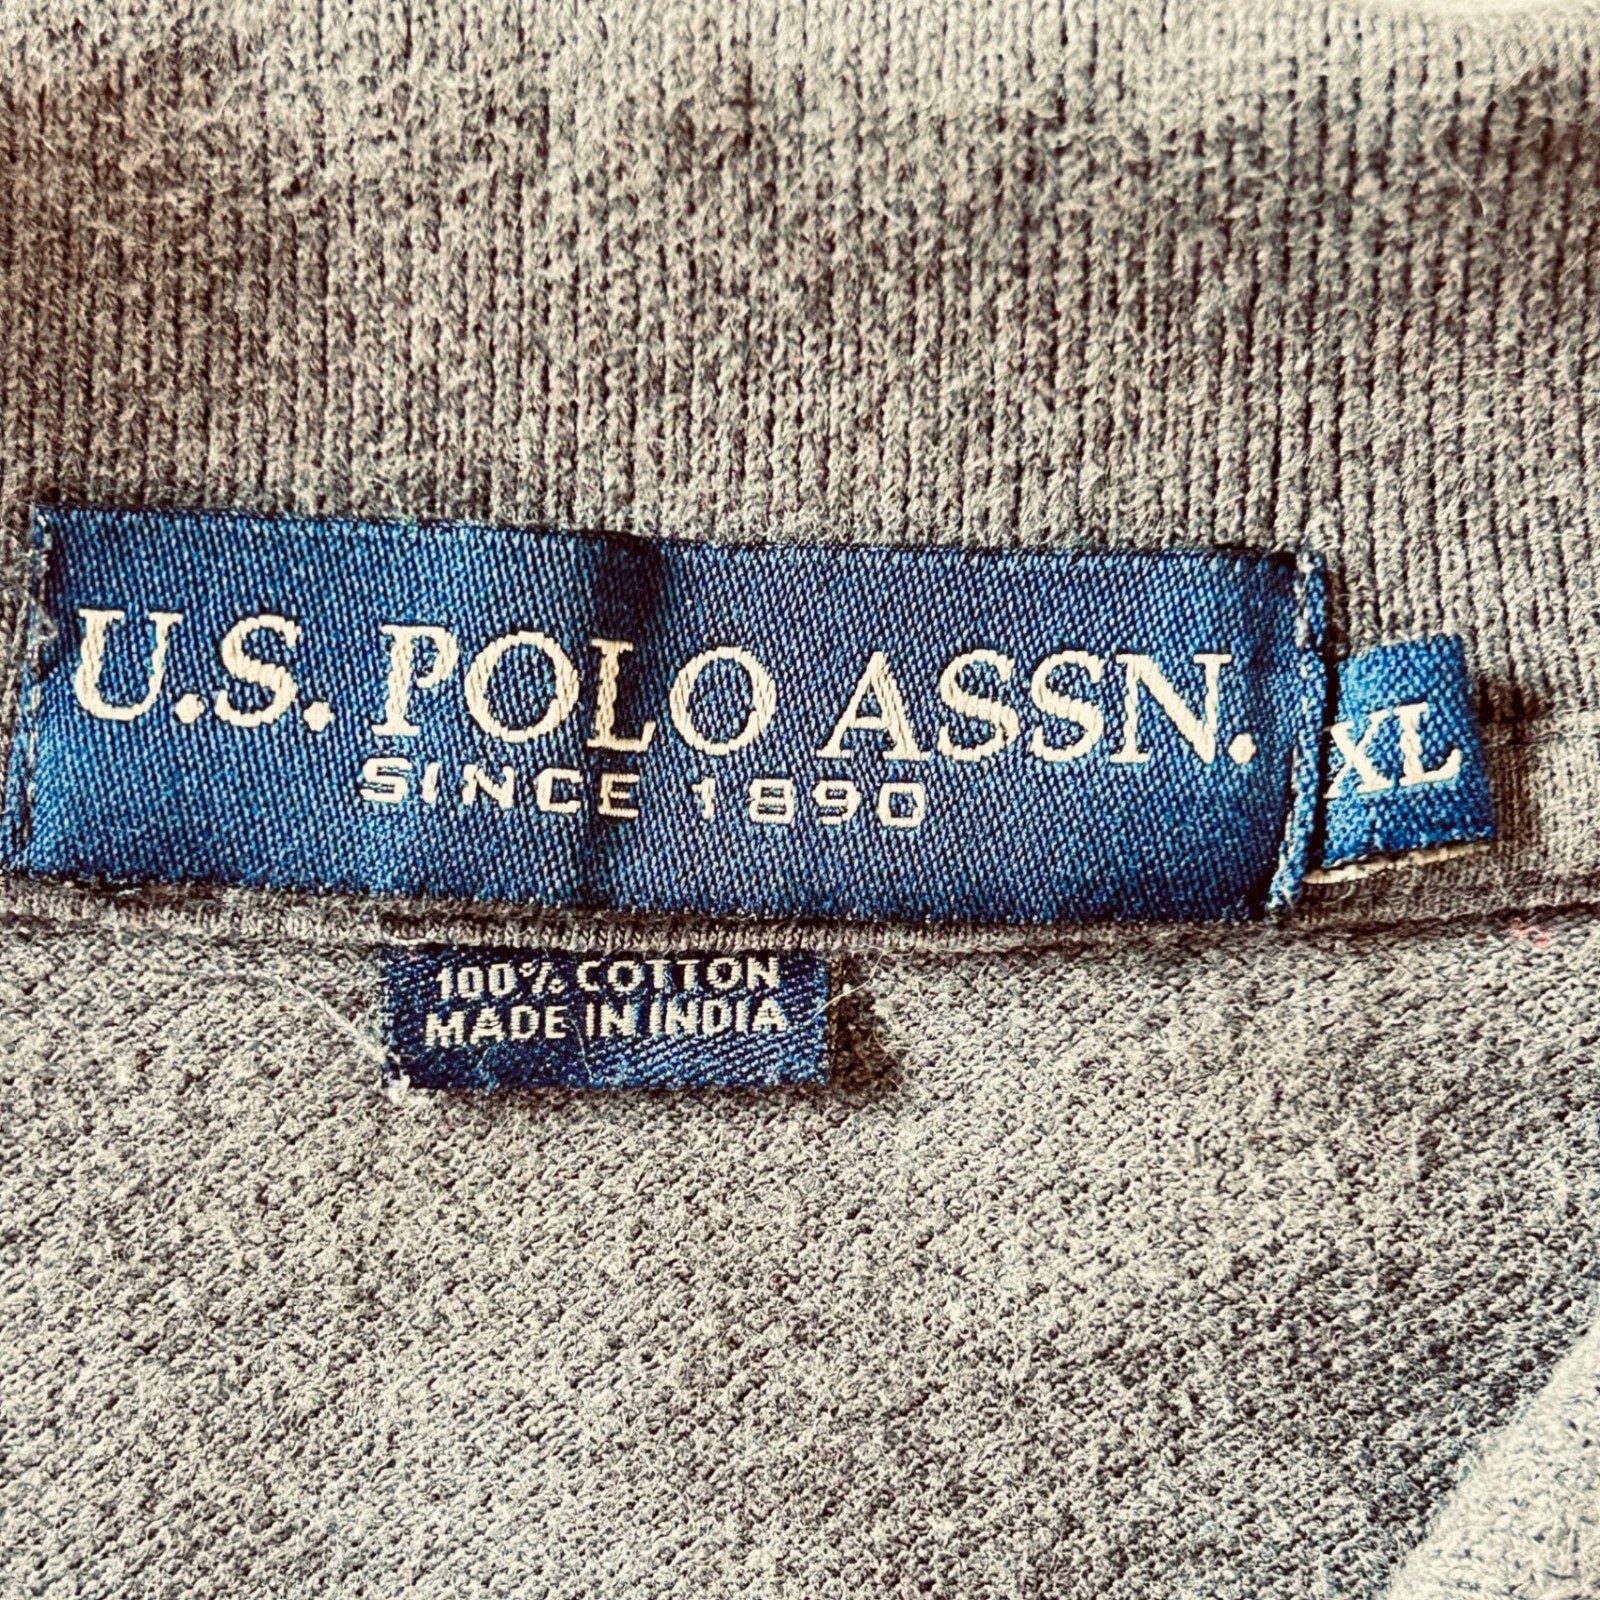 U.S. POLO ASSN.
SINCE 1890
XL
100% COTTON
MADE IN INDIA